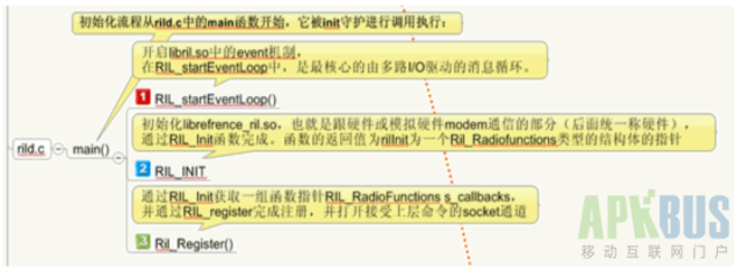 初始化流程从rild.c中的main函数开始，它被init守护进行调用执行：
开启libril.so中的event机制，
在RIL_startEventLoop中，是最核心的由多路I/O驱动的消息循环。
1 RIL_startEventLoop()
初始化librefrence_ril.so，也就是跟硬件或模拟硬件modem通信的部分（后面统一称硬件），
通过RIL_Init函数完成。函数的返回值为rilInit为一个Ril_Radiofunctions类型的结构体的指针
rild.c
main()
2 RIL_INIT
通过RIL_Init获取一组函数指针RIL_RadioFunctions s_callbacks，
并通过RIL_register完成注册，并打开接受上层命令的socket通道
3 Ril_Register()
APKBUS
移动互联网门户